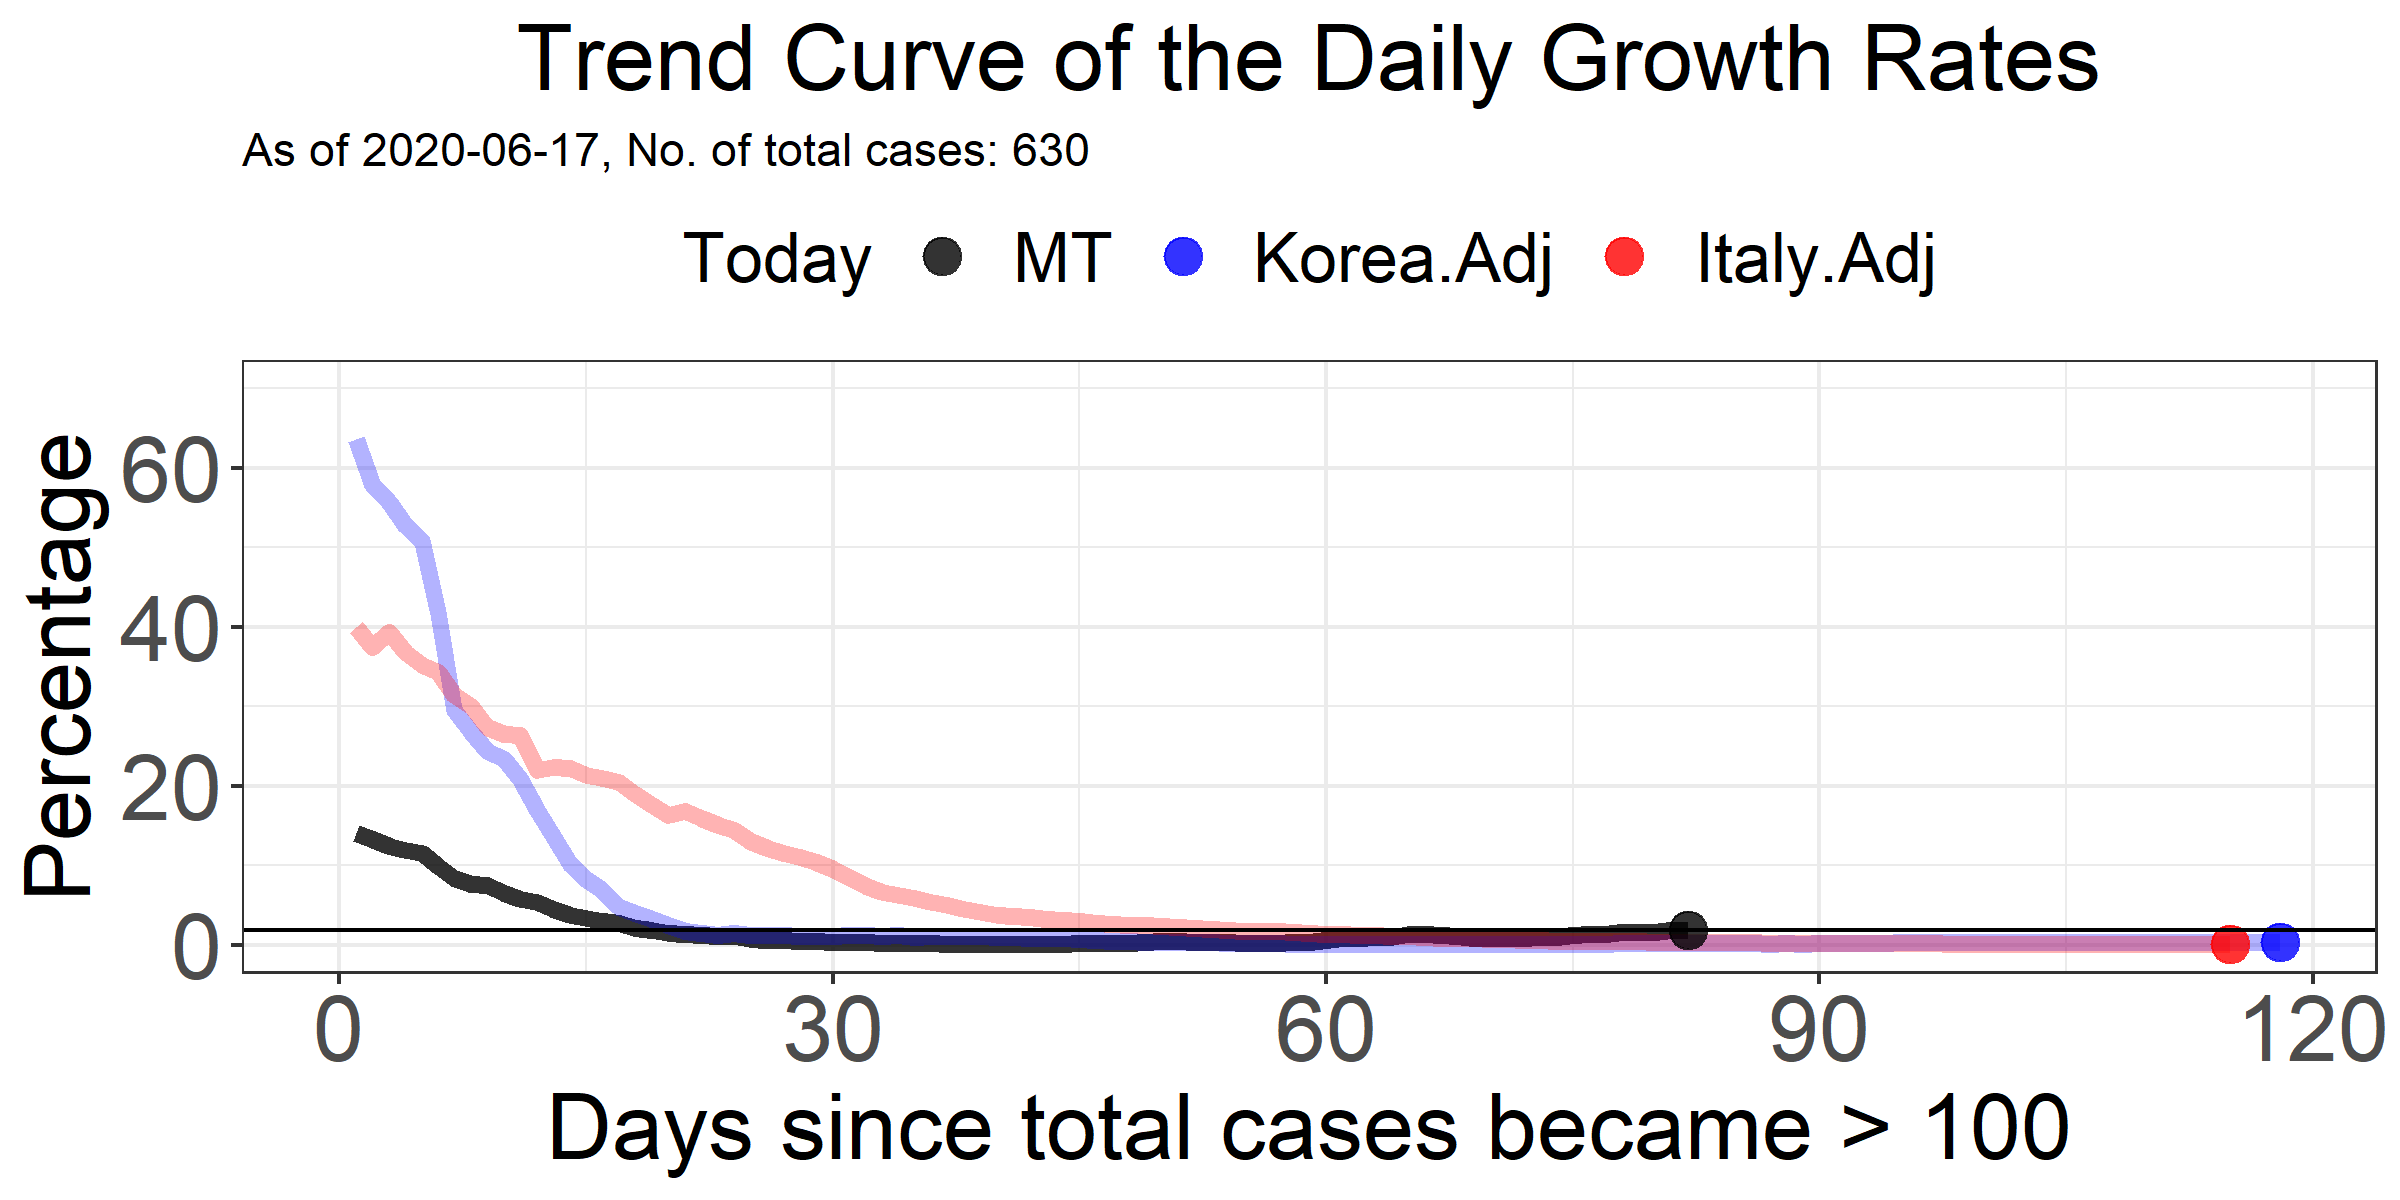 Trend Curve of the Daily Growth Rates
As of 2020-06-17, No. of total cases: 630
Today MT Korea.Adj Italy.Adj
Percentage
60
40
20
0
0 30 60 90 120
Days since total cases became > 100